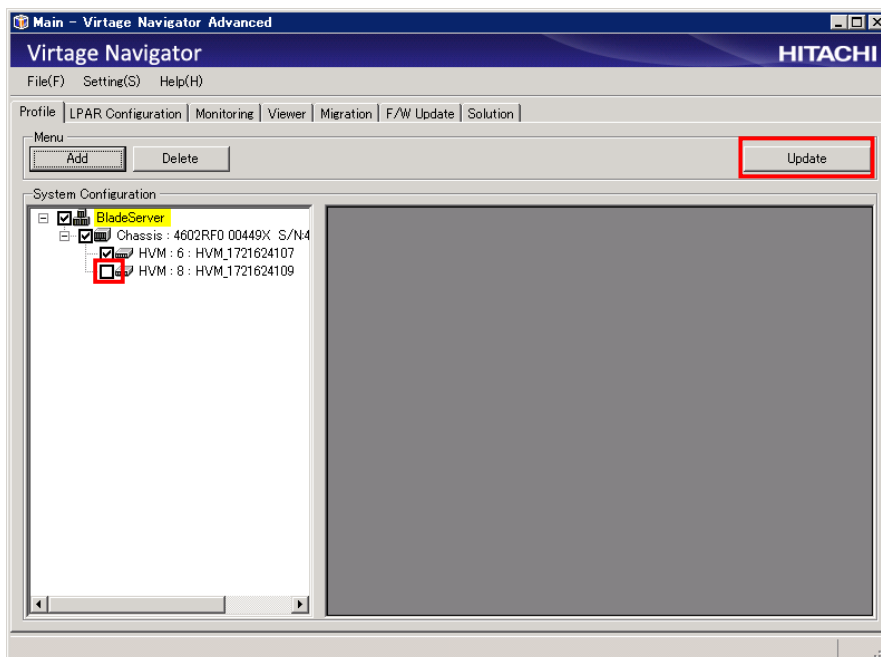 Main - Virtage Navigator Advanced
Virtage Navigator
HITACHI
File(F) Setting(S) Help(H)
Profile LPAR Configuration Monitoring Viewer Migration F/W Update Solution
Menu
Add Delete Update
System Configuration
BladeServer
Chassis : 4602RF0 00449X S/N:4
HVM : 6 : HVM_1721624107
HVM : 8 : HVM_1721624109